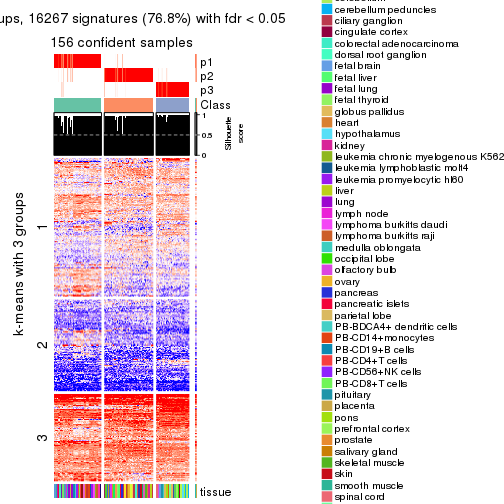 ups, 16267 signatures (76.8%) with fdr < 0.05
156 confident samples
p1
p2
p3
Class
1
0.5
0
Silhouette
score
k-means with 3 groups
1
2
3
tissue
cerebellum peduncles
ciliary ganglion
cingulate cortex
colorectal adenocarcinoma
dorsal root ganglion
fetal brain
fetal liver
fetal lung
fetal thyroid
globus pallidus
heart
hypothalamus
kidney
leukemia chronic myelogenous K562
leukemia lymphoblastic molt4
leukemia promyelocytic hl60
liver
lung
lymph node
lymphoma burkitts daudi
lymphoma burkitts raji
medulla oblongata
occipital lobe
olfactory bulb
ovary
pancreas
pancreatic islets
parietal lobe
PB-BDCA4+ dendritic cells
PB-CD14+monocytes
PB-CD19+B cells
PB-CD4+T cells
PB-CD56+NK cells
PB-CD8+T cells
pituitary
placenta
pons
prefrontal cortex
prostate
salivary gland
skeletal muscle
skin
smooth muscle
spinal cord